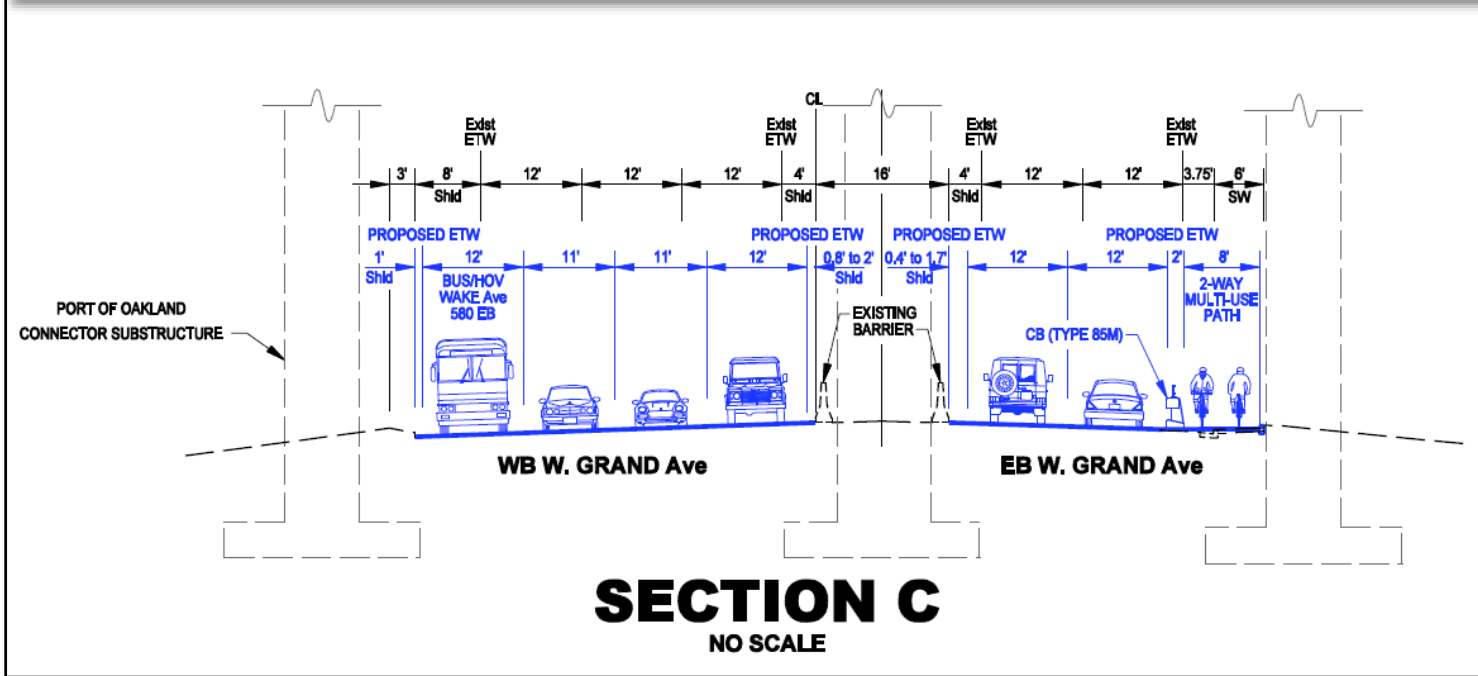 CL
Exist
ETW
Exist
ETW
Exist
ETW
Exist
ETW
3' 8' 12' 12' 12' 4' 16' 4' 12' 12' 3.75' 6'
Shld Shld Shld SW
PROPOSED ETW PROPOSED ETW PROPOSED ETW PROPOSED ETW
1' 12' 11' 11' 12' 0.8' to 2' 0.4' to 1.7' 12' 12' 2' 8'
Shld Shld Shld
BUS/HOV
WAKE Ave
580 EB
2-WAY
MULTI-USE
PATH
PORT OF OAKLAND
CONNECTOR SUBSTRUCTURE
EXISTING
BARRIER
CB (TYPE 85M)
WB W. GRAND Ave
EB W. GRAND Ave
SECTION C
NO SCALE